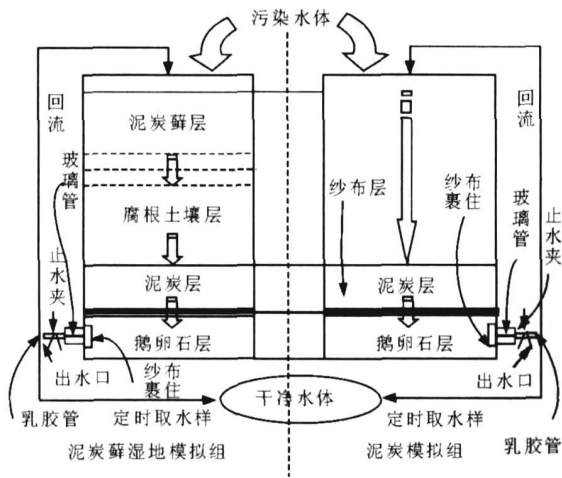 污染水体
回流
回流
泥炭藓层
玻璃管
腐根土壤层
纱布层
纱布裹住
玻璃管
止水夹
止水夹
泥炭层
泥炭层
鹅卵石层
鹅卵石层
出水口
纱布裹住
出水口
干净水体
乳胶管
定时取水样
定时取水样
乳胶管
泥炭藓湿地模拟组
泥炭模拟组